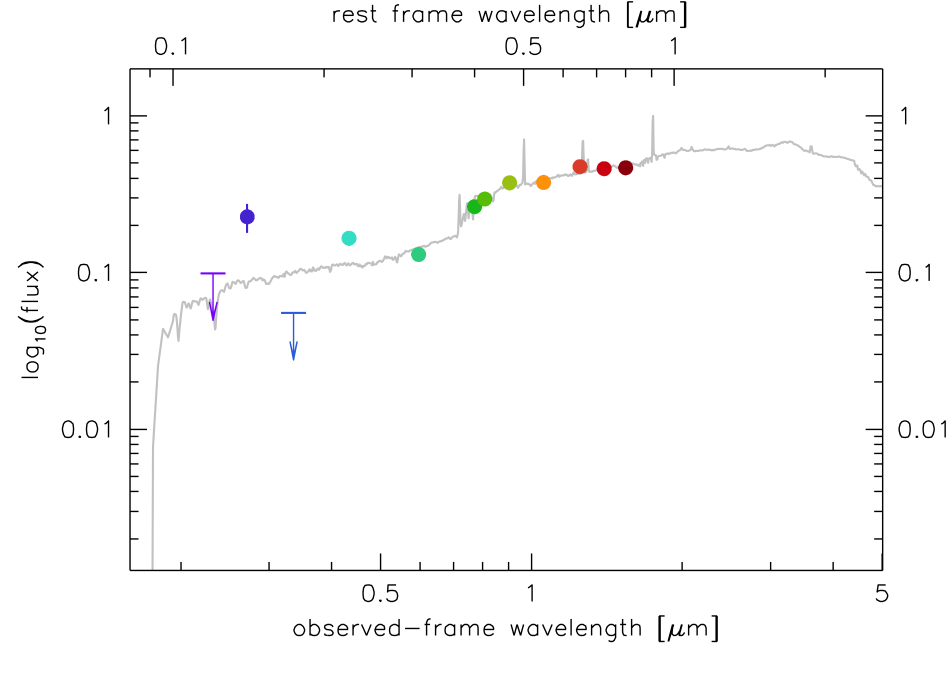 rest frame wavelength [μm]
0.1 0.5 1
1 1
0.1 0.1
0.01 0.01
log10(flux)
0.5 1 5
observed-frame wavelength [μm]